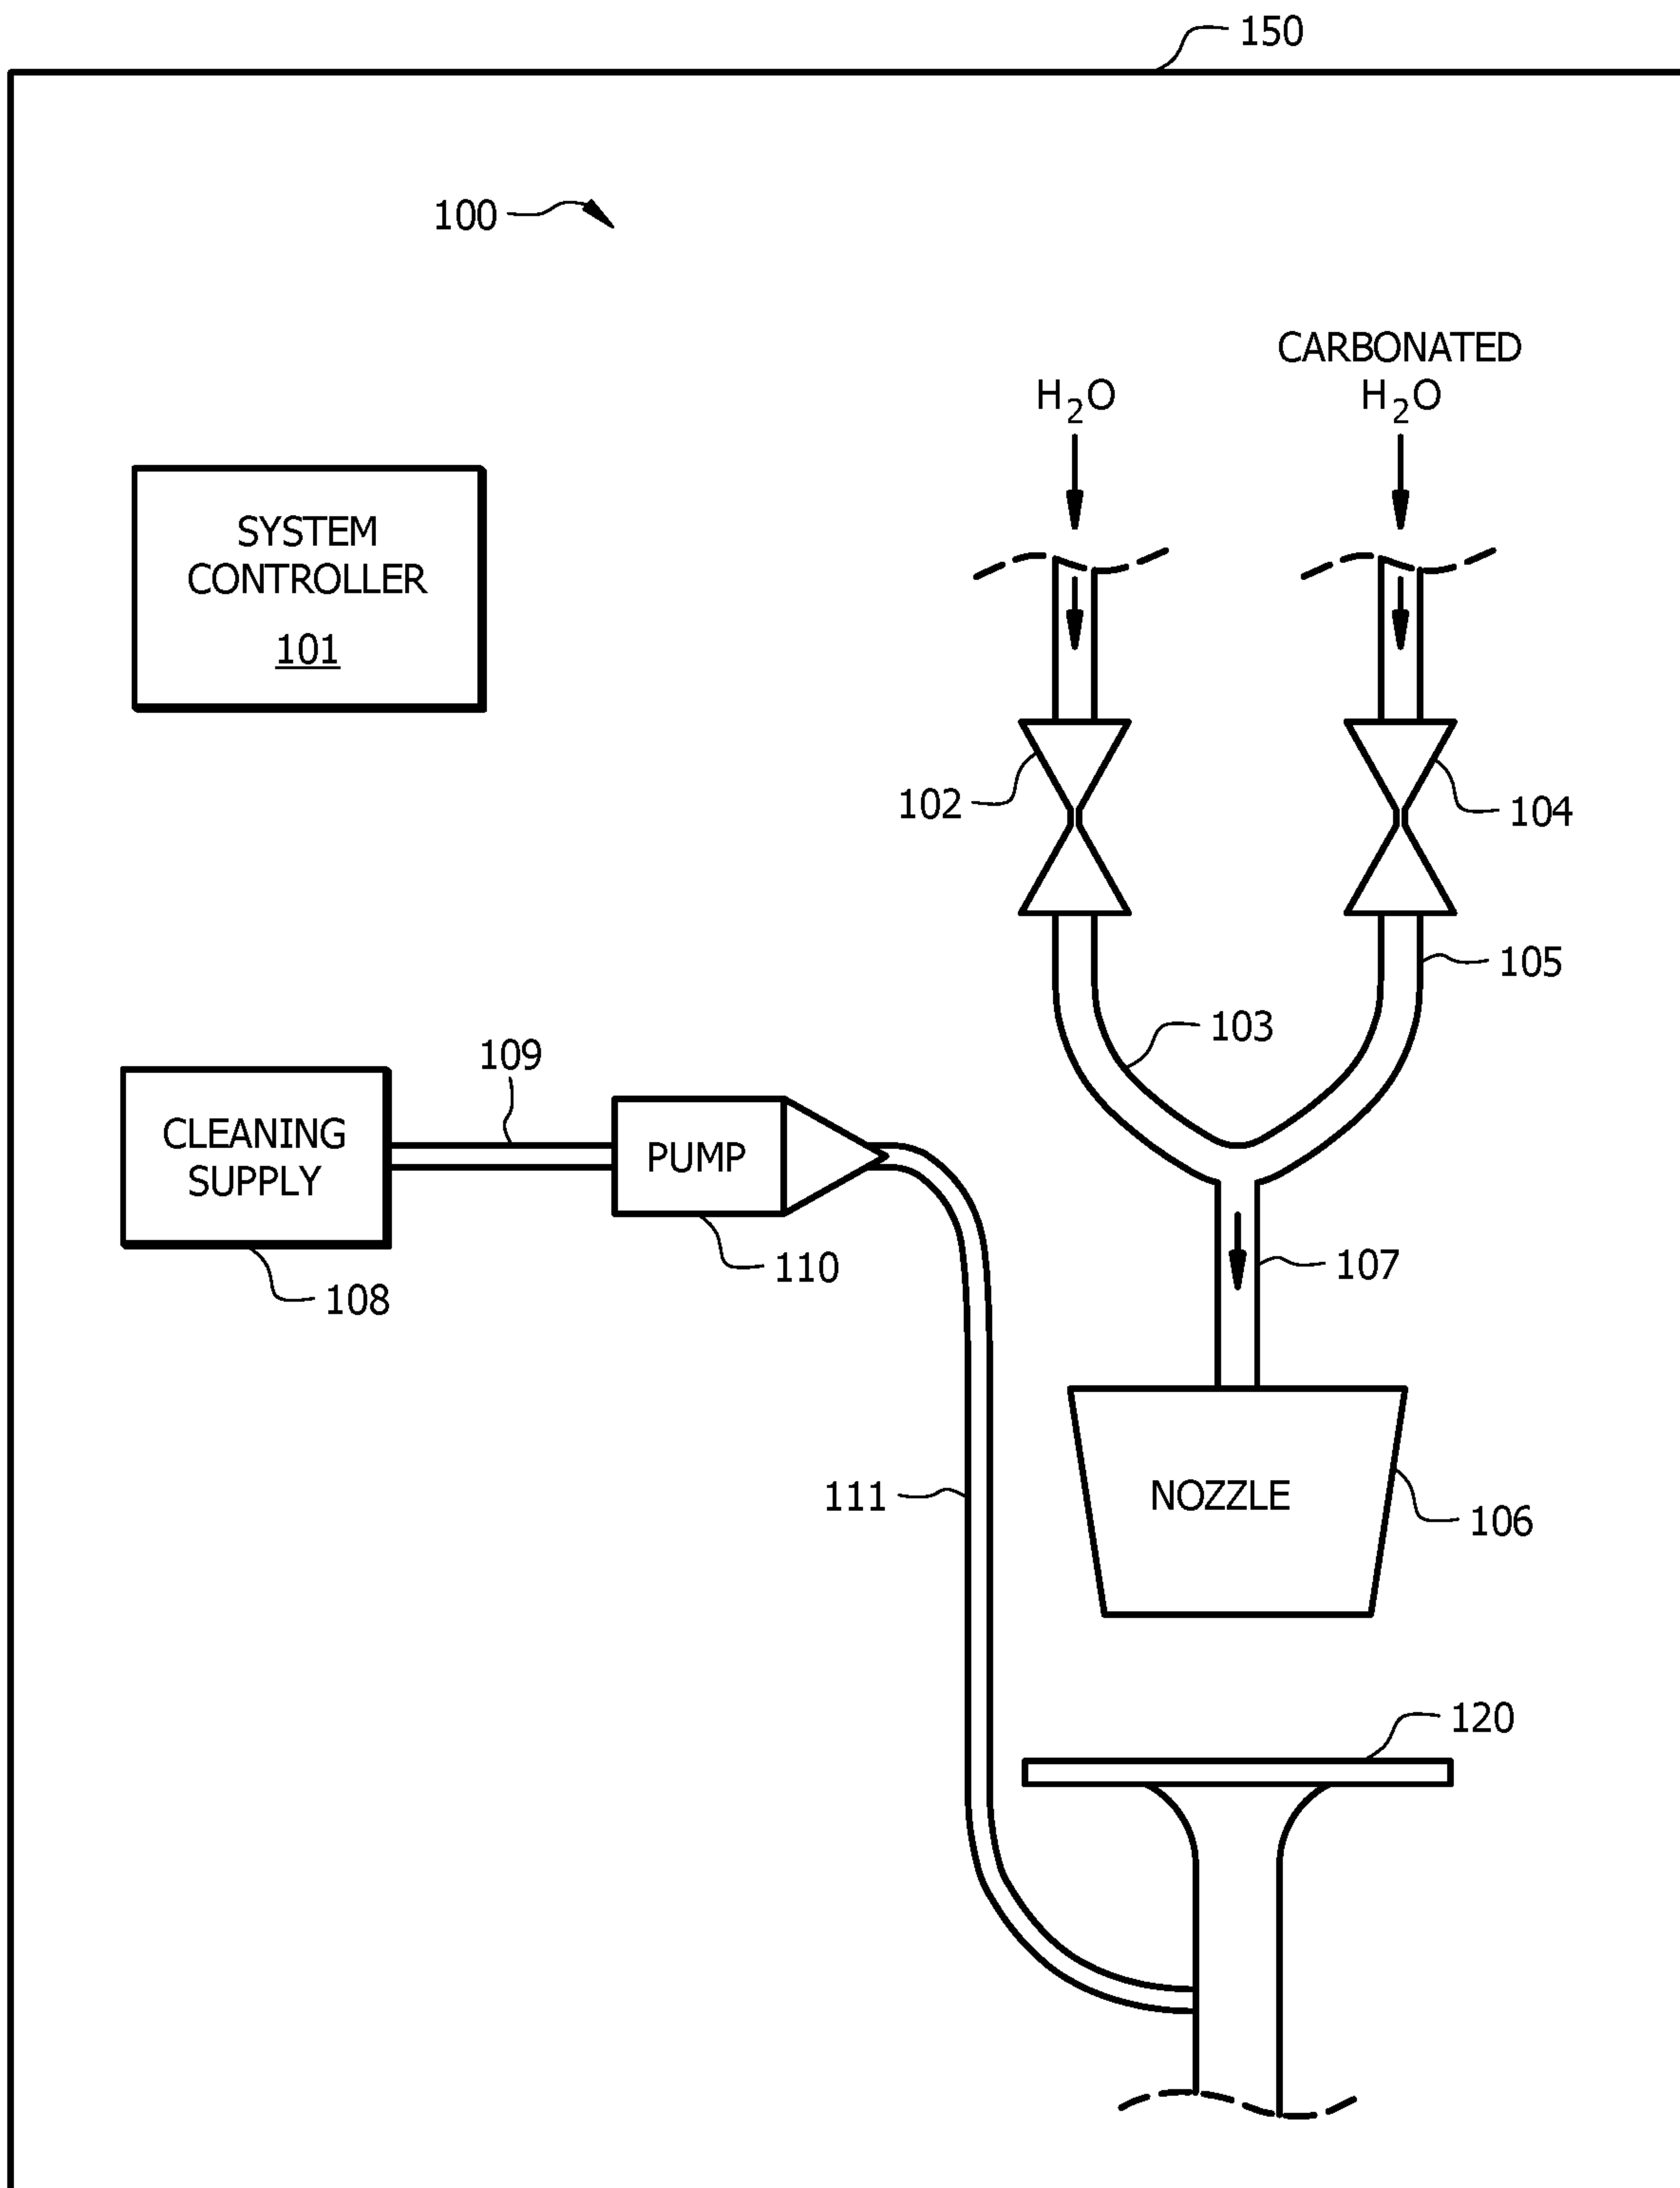 150
100
CARBONATED
H₂O
H₂O
SYSTEM
CONTROLLER
101
102
104
105
103
109
CLEANING
SUPPLY
PUMP
110
107
108
111
NOZZLE
106
120